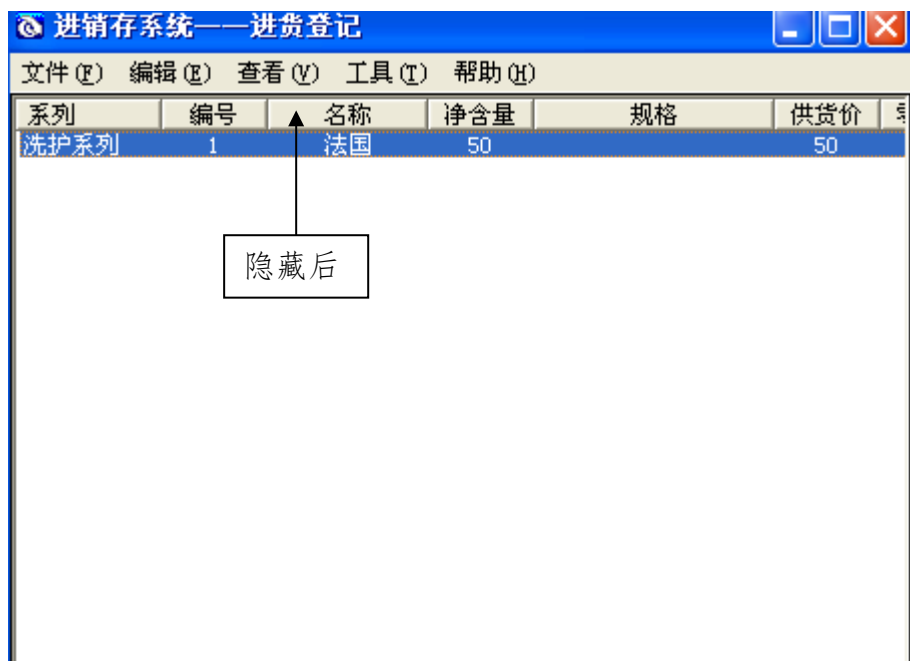 进销存系统——进货登记
文件(F) 编辑(E) 查看(V) 工具(T) 帮助(H)
系列 编号 名称 净含量 规格 供货价
洗护系列 1 法国 50 50
隐藏后